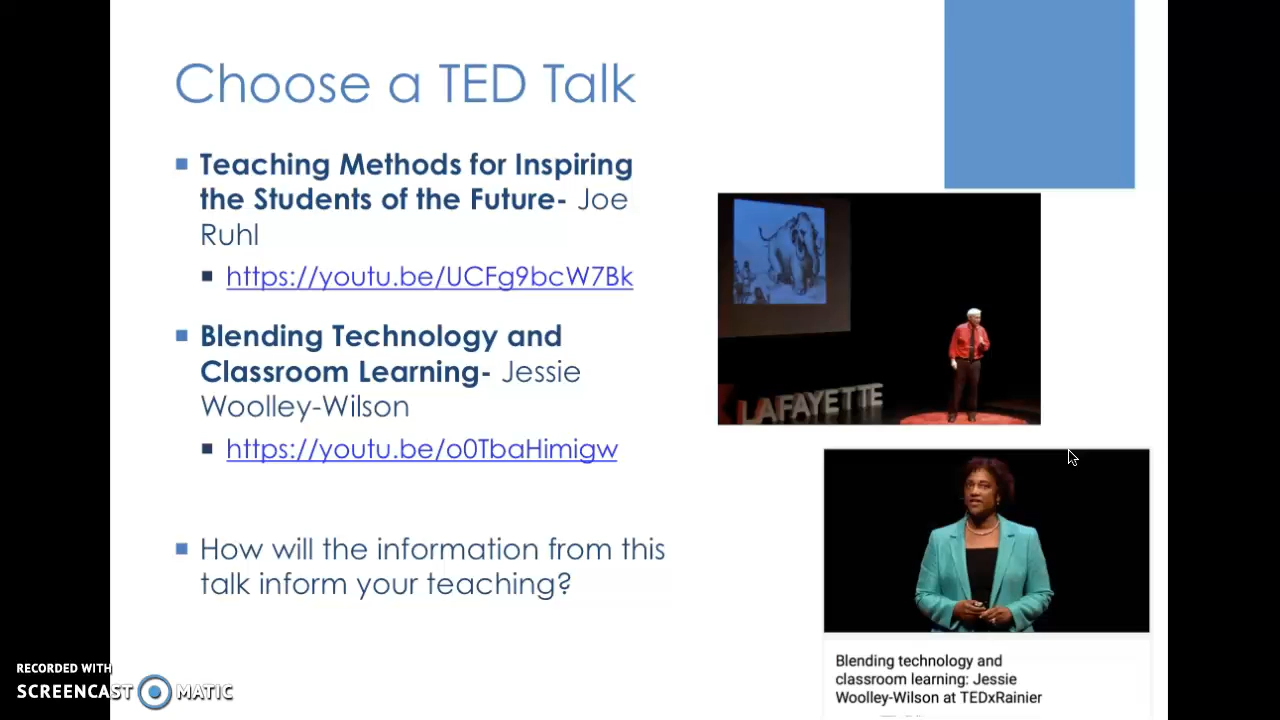 Choose a TED Talk
Teaching Methods for Inspiring
the Students of the Future- Joe
Ruhl
https://youtu.be/UCFg9bcW7Bk
Blending Technology and
Classroom Learning- Jessie
Woolley-Wilson
https://youtu.be/o0TbaHimigw
How will the information from this
talk inform your teaching?
LAFAYETTE
Blending technology and
classroom learning: Jessie
Woolley-Wilson at TEDxRainier
RECORDED WITH
SCREENCAST MATIC